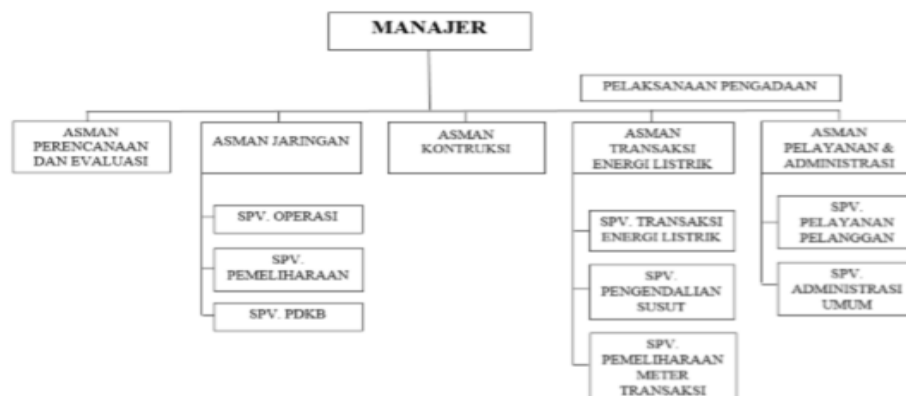 MANAJER
PELAKSANAAN PENGADAAN
ASMAN
PERENCANAAN
DAN EVALUASI
ASMAN JARINGAN
ASMAN
KONTRUKSI
ASMAN
TRANSAKSI
ENERGI LISTRIK
ASMAN
PELAYANAN &
ADMINISTRASI
SPV. OPERASI
SPV.
PEMELIHARAAN
SPV. PDKB
SPV. TRANSAKSI
ENERGI LISTRIK
SPV.
PENGENDALIAN
SUSUT
SPV.
PEMELIHARAAN
METER
TRANSAKSI
SPV.
PELAYANAN
PELANGGAN
SPV.
ADMINISTRASI
UMUM